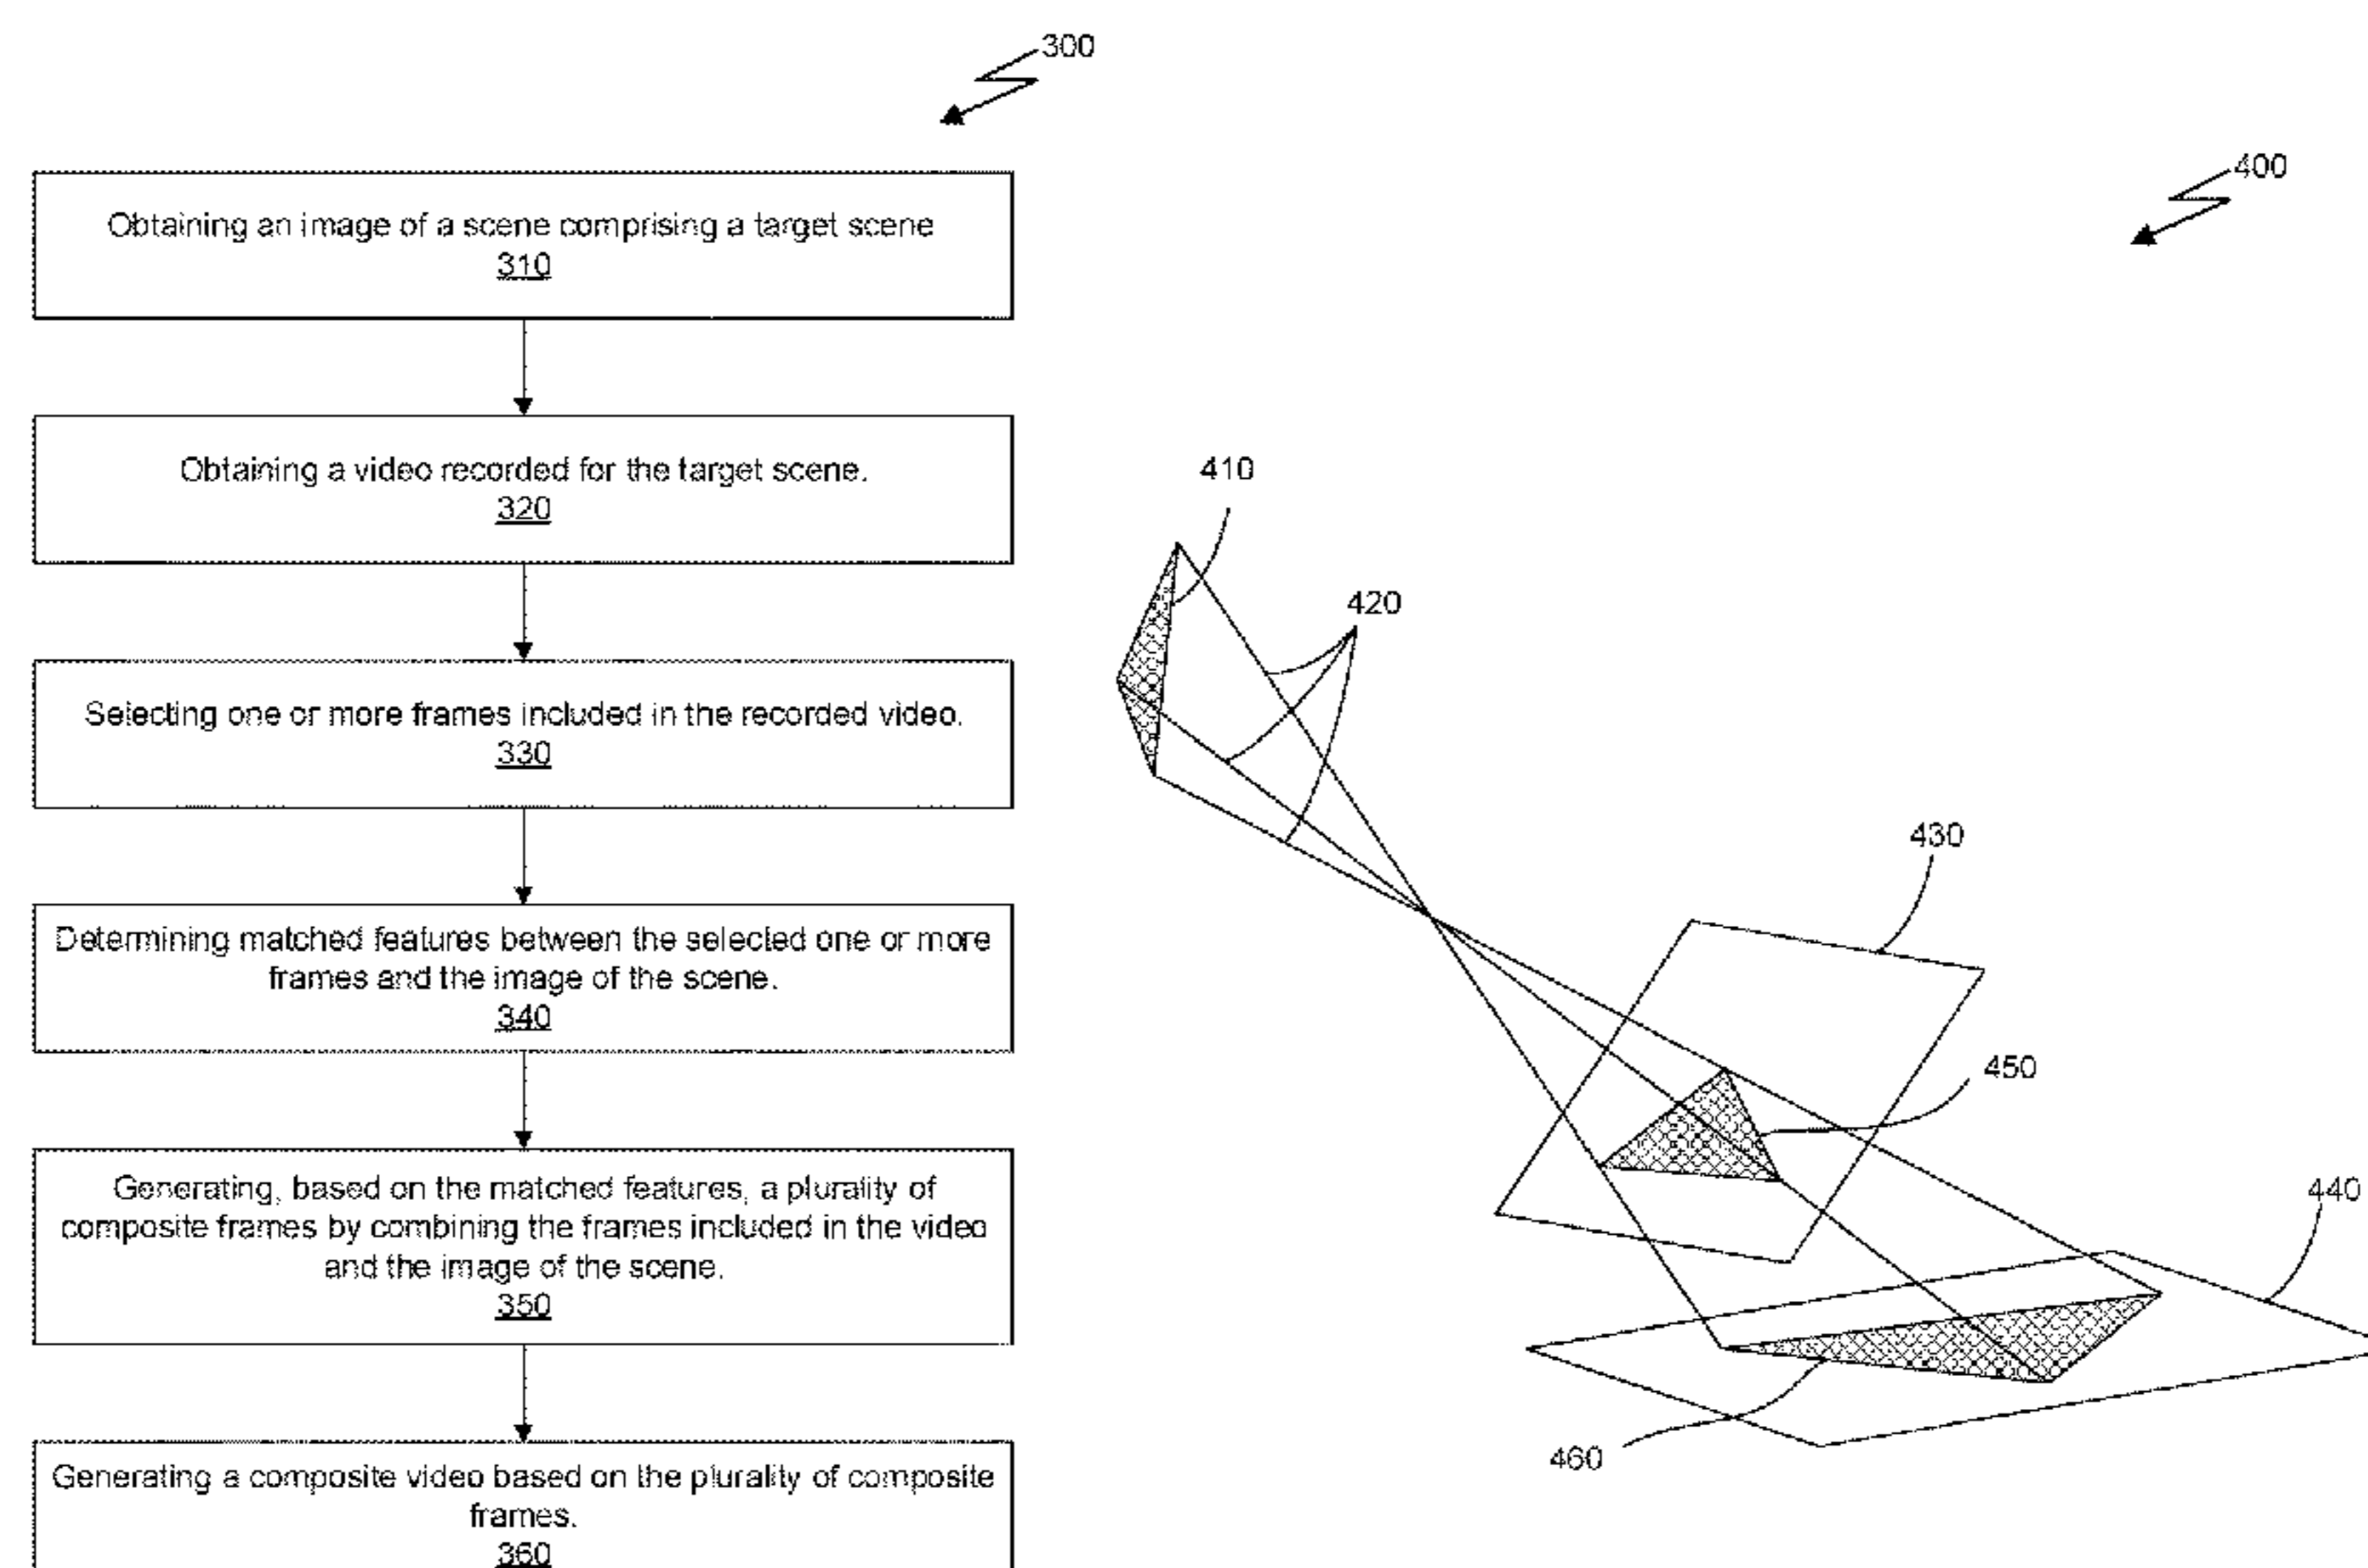 300
Obtaining an image of a scene comprising a target scene
310
Obtaining a video recorded for the target scene.
320
Selecting one or more frames included in the recorded video.
330
Determining matched features between the selected one or more
frames and the image of the scene.
340
Generating, based on the matched features, a plurality of
composite frames by combining the frames included in the video
and the image of the scene.
350
Generating a composite video based on the plurality of composite
frames.
360
400
410
420
430
450
440
460